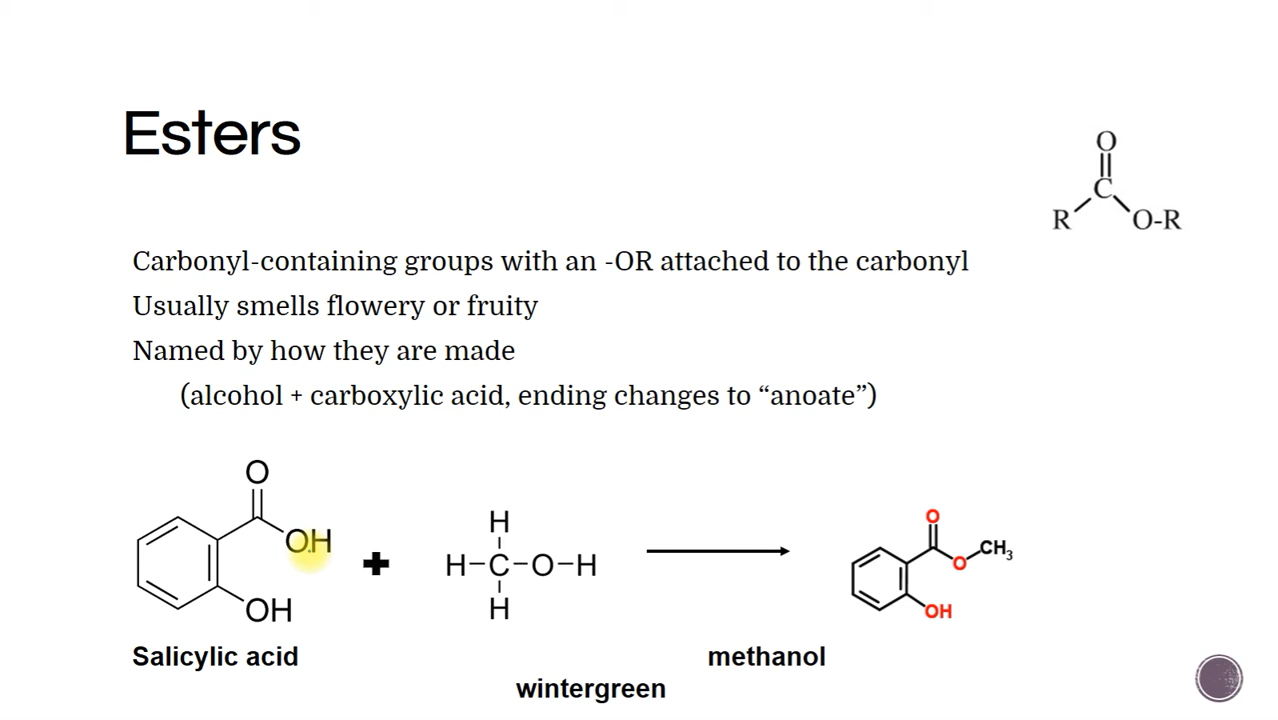 Esters
O
C
R O-R
Carbonyl-containing groups with an -OR attached to the carbonyl
Usually smells flowery or fruity
Named by how they are made
(alcohol + carboxylic acid, ending changes to “anoate”)
O
OH
OH
+
H
H-C-O-H
H
O
O CH₃
OH
Salicylic acid methanol
wintergreen